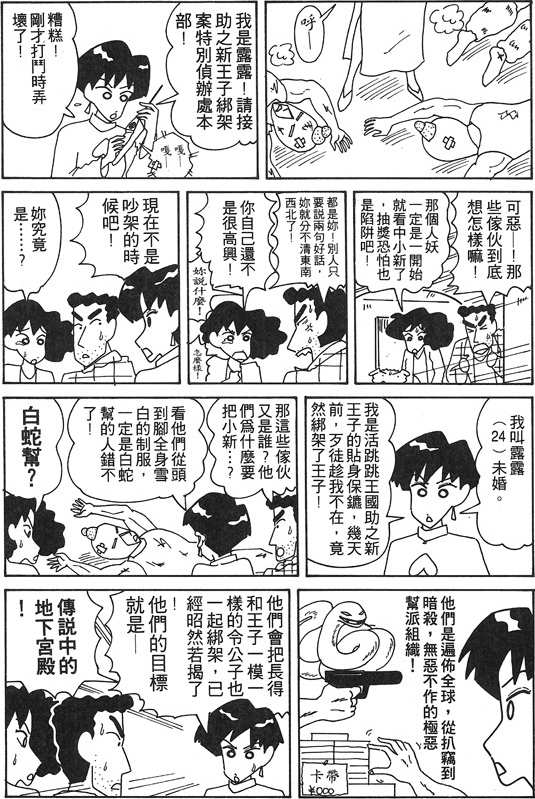 呼─
我是露露！請接
助之新王子綁架
案特別偵辦處本
部！
嘎─
嘎─
糟糕！
剛才打鬥時弄
壞了！
可惡─！那
些傢伙到底
想怎樣嘛！
那個人妖
一定是一開始
就看中小新了
，抽獎恐怕也
是陷阱吧！
都是妳！別人只
要說兩句好話，
妳就分不清東南
西北了！
你自己還不
是很高興！
妳說什麼！
怎麼樣！
現在不是
吵架的時
候吧！
妳究竟
是……？
我叫露露
（24）未婚。
我是活跳跳王國助之新
王子的貼身保鑣，幾天
前，歹徒趁我不在，竟
然綁架了王子！
那這些傢伙
又是誰？他
們爲什麼要
把小新…？
看他們從頭
到腳全身雪
白的制服，
一定是白蛇
幫的人錯不
了！
白蛇幫？
他們是遍佈全球，從扒竊到
暗殺，無惡不作的極惡
幫派組織！
卡帶
¥000
他們會把長得
和王子一模一
樣的令公子也
一起綁架，已
經昭然若揭了
！
他們的目標
就是─
傳說中的
地下宮殿
！